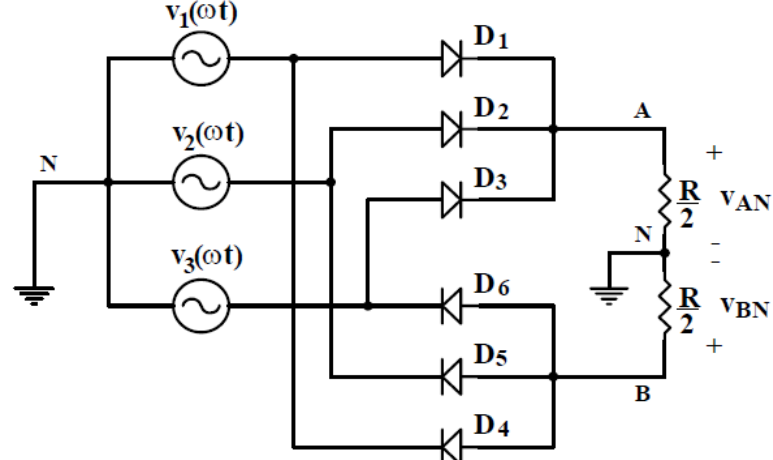 v1(ωt)
D1
D2
A
+
v2(ωt)
N
D3
R/2
vAN
N
-
-
v3(ωt)
D6
R/2
vBN
D5
+
B
D4